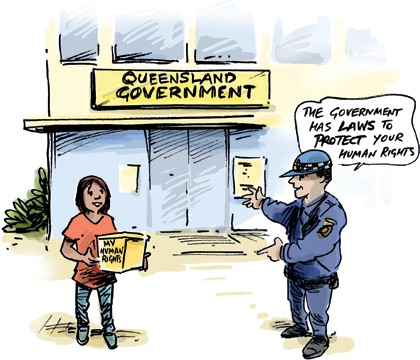 QUEENSLAND
GOVERNMENT
THE GOVERNMENT
HAS LAWS TO
PROTECT YOUR
HUMAN RIGHTS
MY
HUMAN
RIGHTS